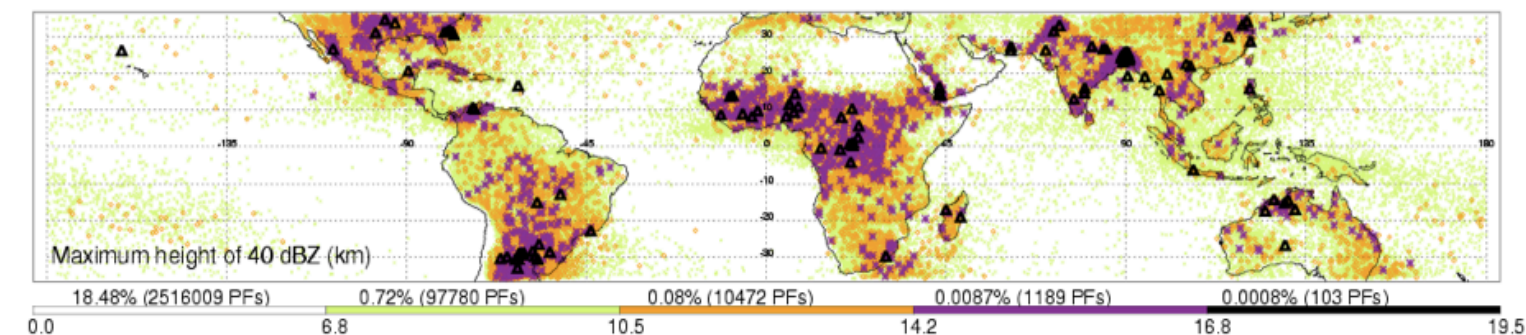 30
20
10
-135 -90 -45 0 45 90 135 180
-10
-20
-30
Maximum height of 40 dBZ (km)
18.48% (2516009 PFs) 0.72% (97780 PFs) 0.08% (10472 PFs) 0.0087% (1189 PFs) 0.0008% (103 PFs)
0.0 6.8 10.5 14.2 16.8 19.5